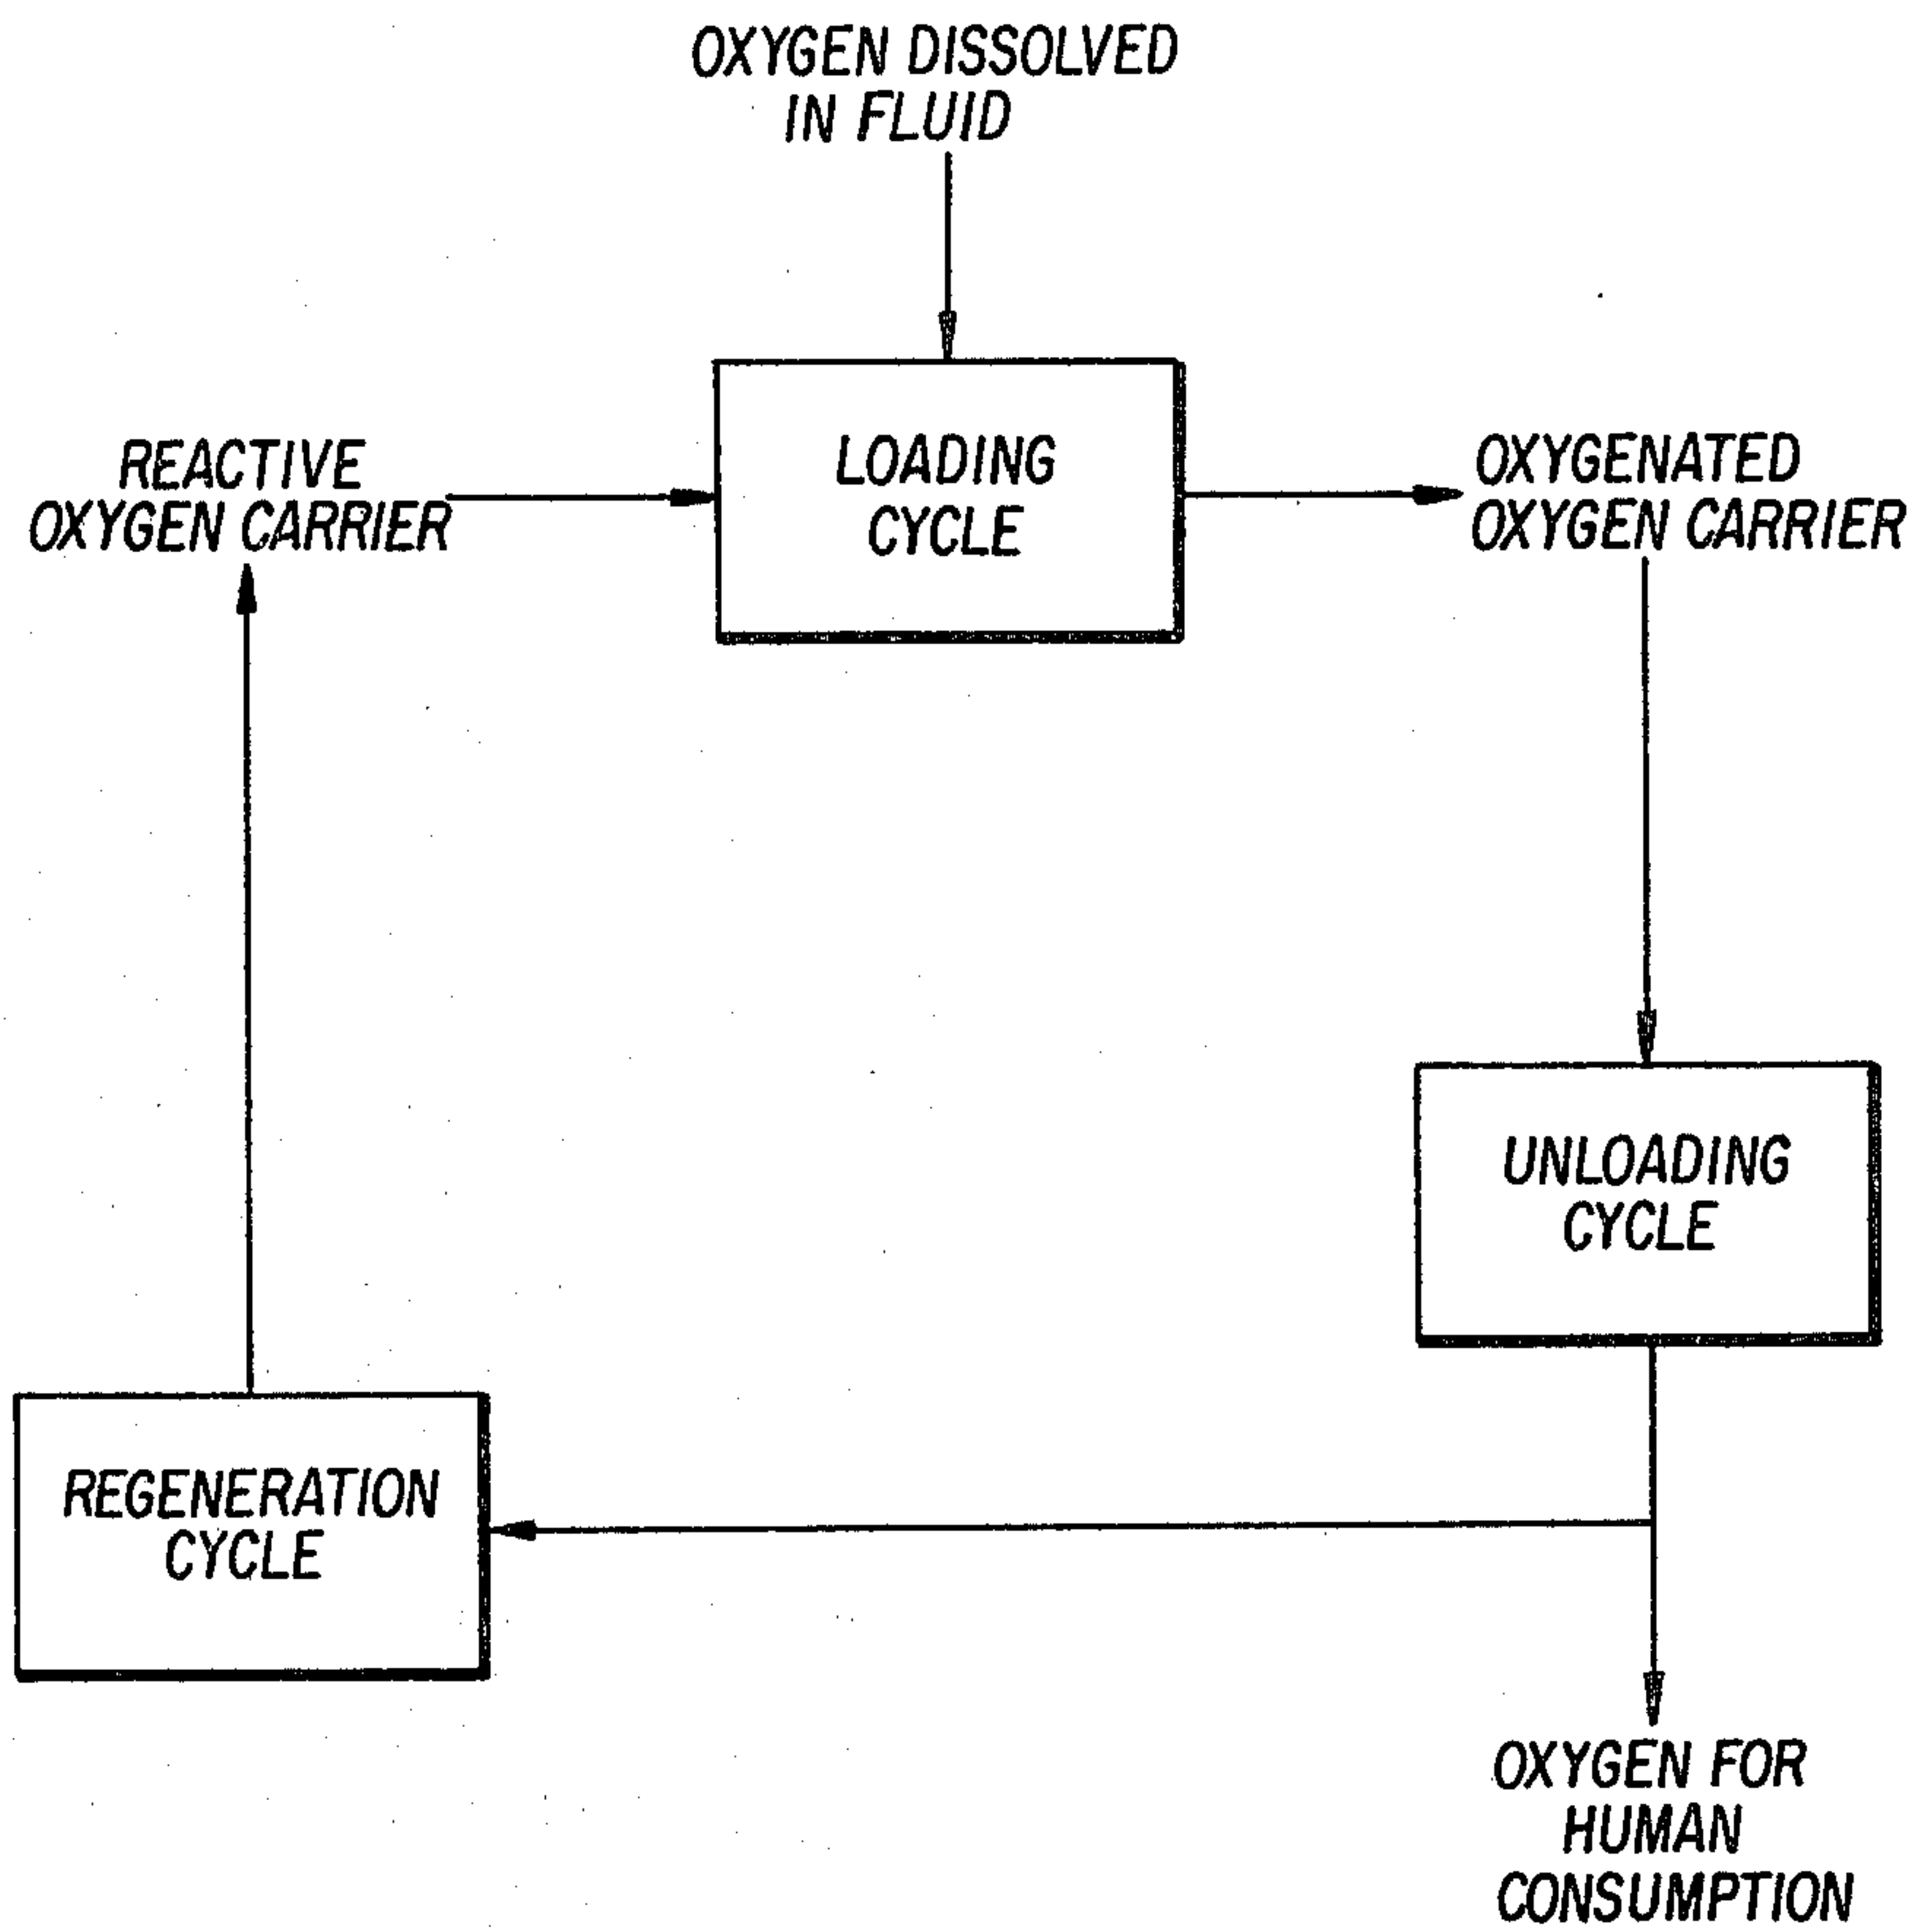 OXYGEN DISSOLVED
IN FLUID
REACTIVE
OXYGEN CARRIER
LOADING
CYCLE
OXYGENATED
OXYGEN CARRIER
UNLOADING
CYCLE
REGENERATION
CYCLE
OXYGEN FOR
HUMAN
CONSUMPTION